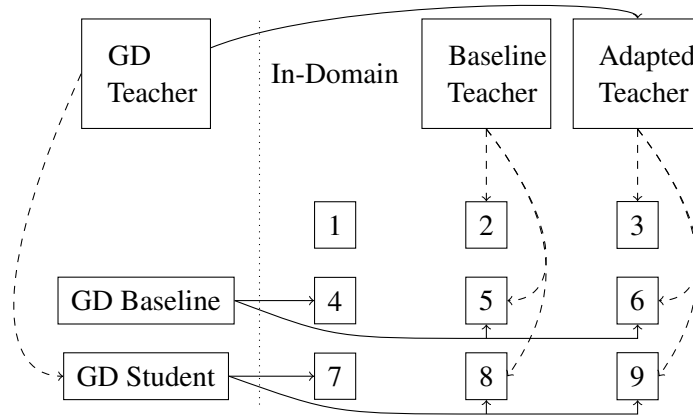 GD
Teacher
In-Domain
Baseline
Teacher
Adapted
Teacher
1
2
3
GD Baseline
4
5
6
GD Student
7
8
9